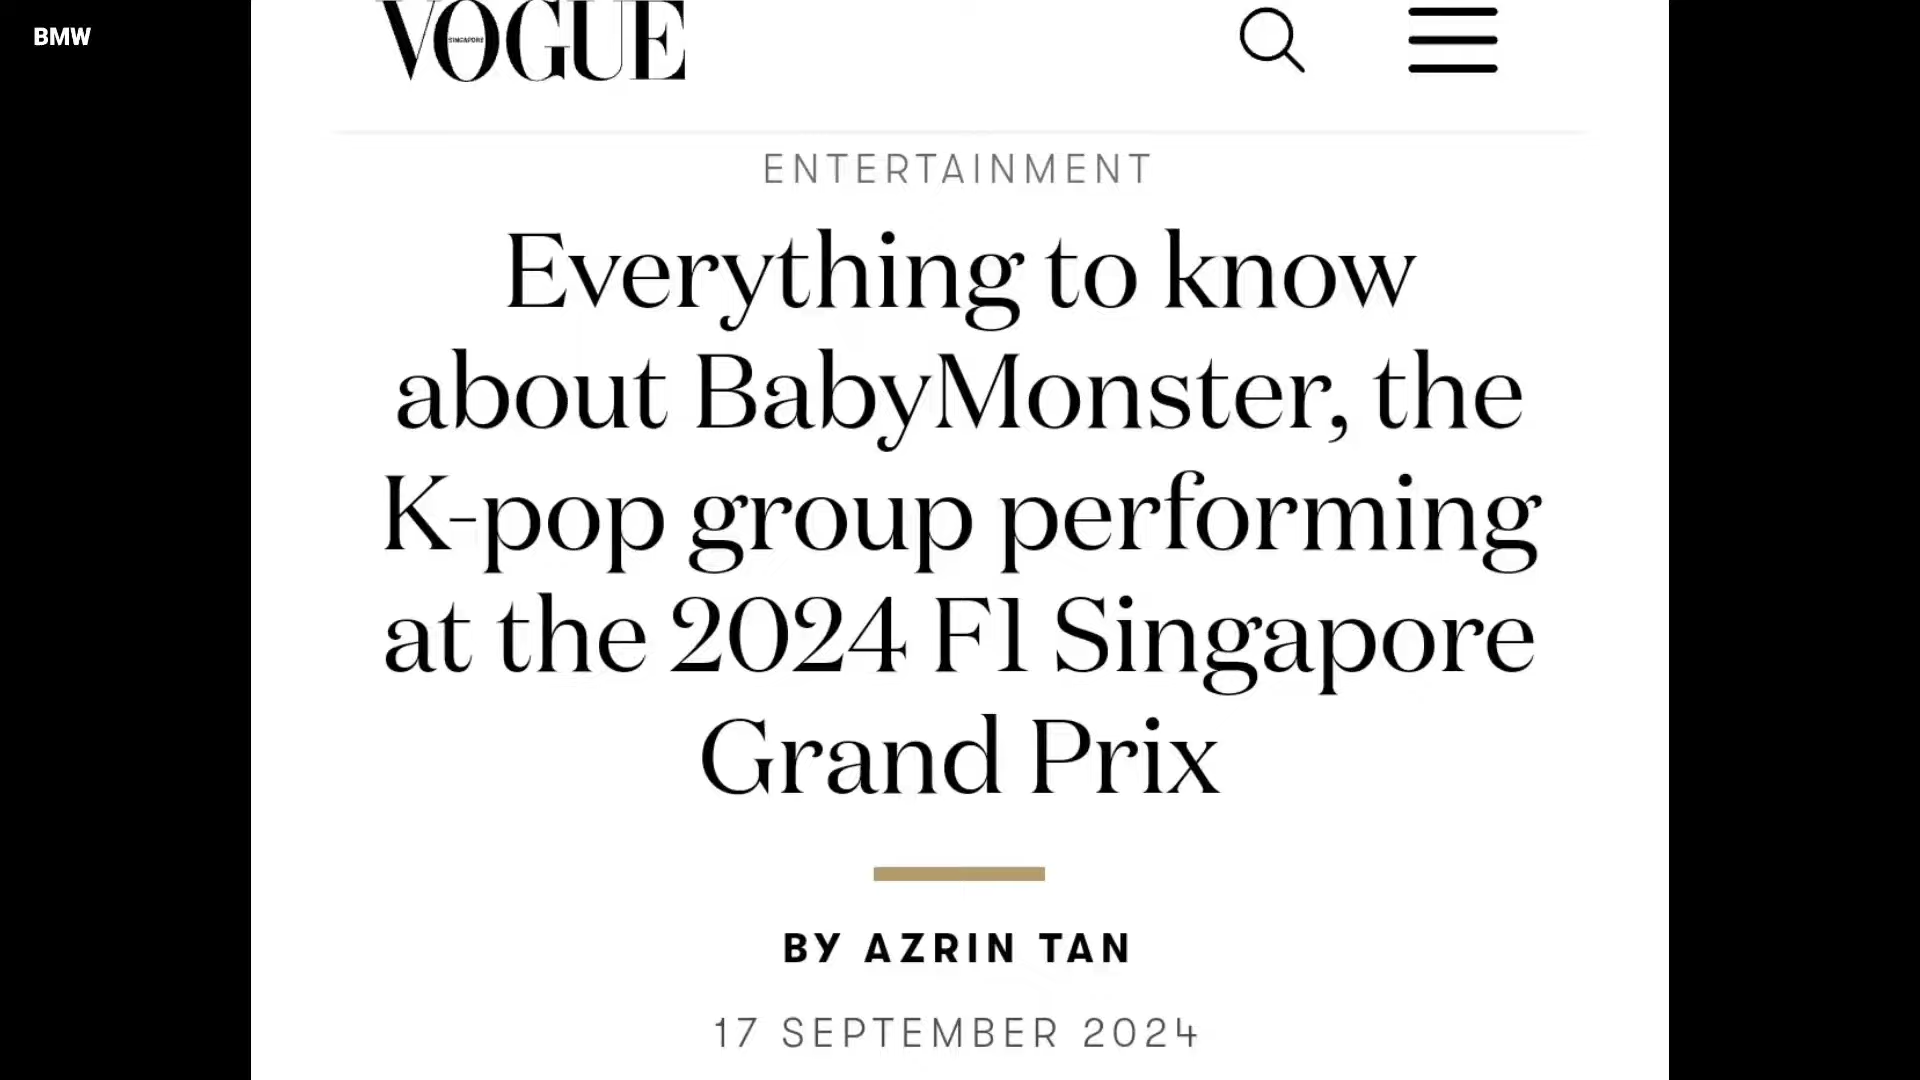 BMW
VOGUE
SINGAPORE
ENTERTAINMENT
Everything to know
about BabyMonster, the
K-pop group performing
at the 2024 F1 Singapore
Grand Prix
BY AZRIN TAN
17 SEPTEMBER 2024